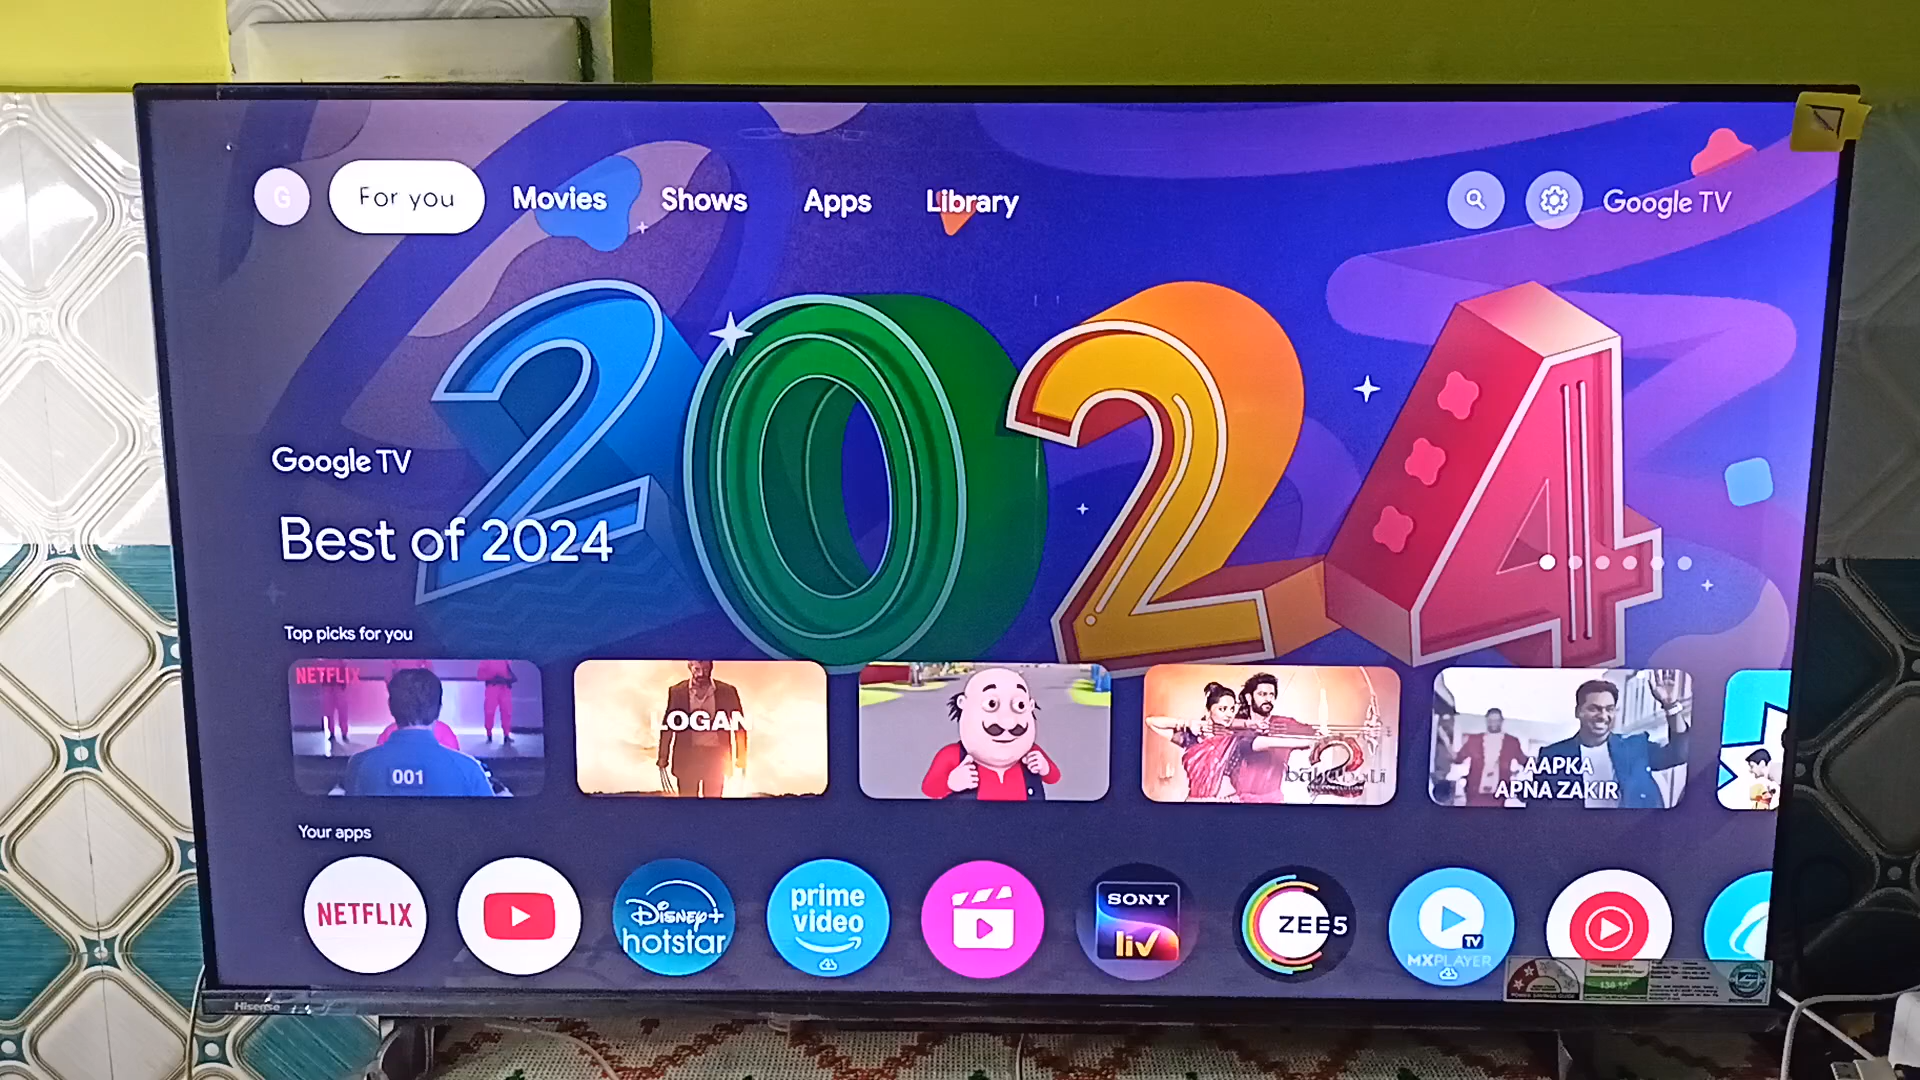 G
For you
Movies
Shows
Apps
Library
Google TV
2024
Google TV
Best of 2024
Top picks for you
NETFLIX
001
LOGAN
2
AAPKA
APNA ZAKIR
Your apps
NETFLIX
Disney+
hotstar
prime
video
SONY
liv
ZEE5
TV
MXPLAYER
Hisense